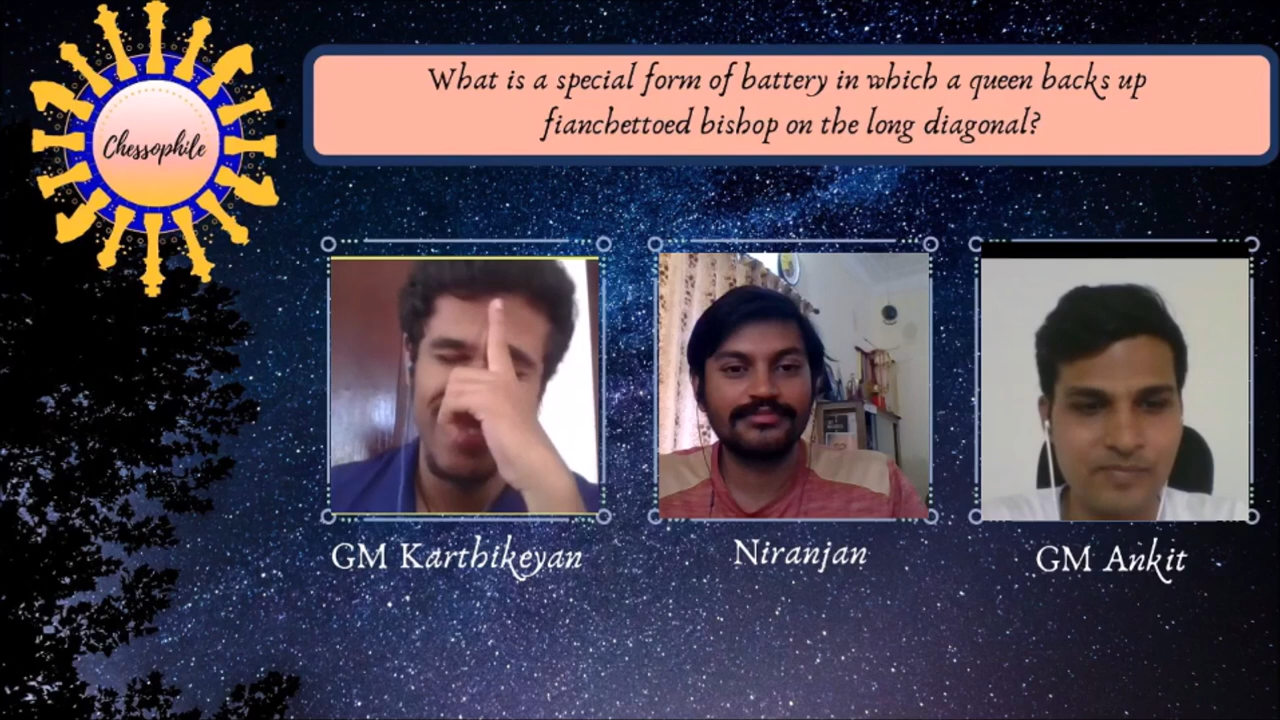 Chessophile
What is a special form of battery in which a queen backs up
fianchettoed bishop on the long diagonal?
GM Karthikeyan
Niranjan
GM Ankit